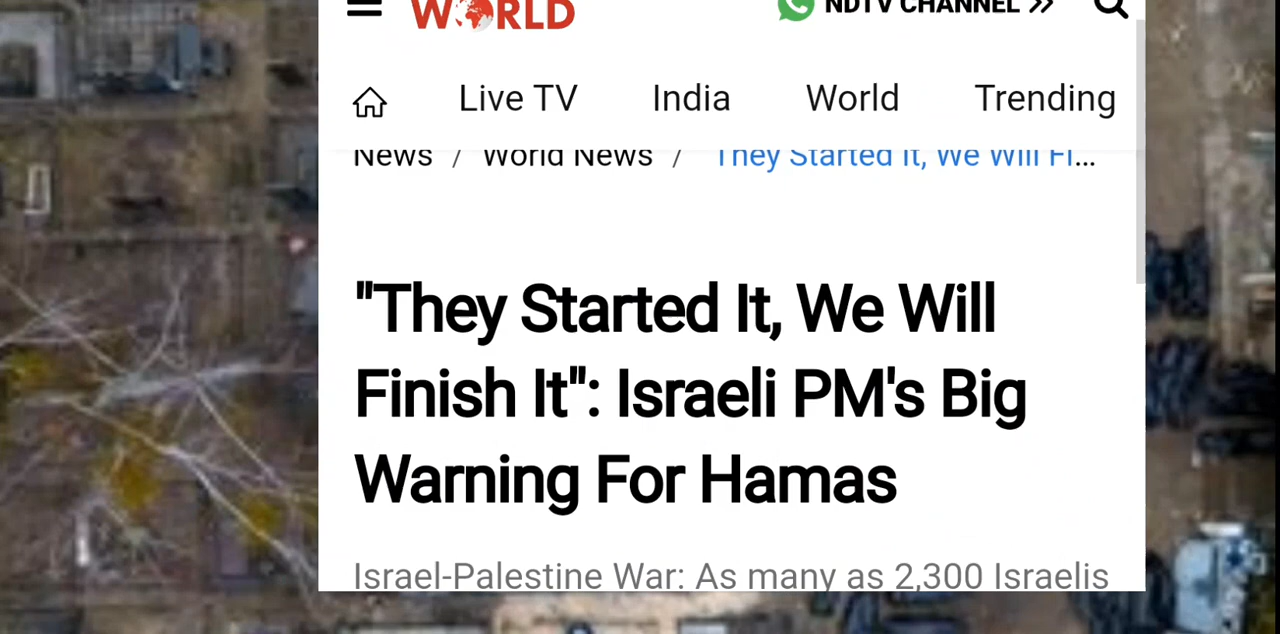 WORLD
NDTV CHANNEL >>
Live TV India World Trending
News / World News / They Started It, We Will Fi...
"They Started It, We Will
Finish It": Israeli PM's Big
Warning For Hamas
Israel-Palestine War: As many as 2,300 Israelis